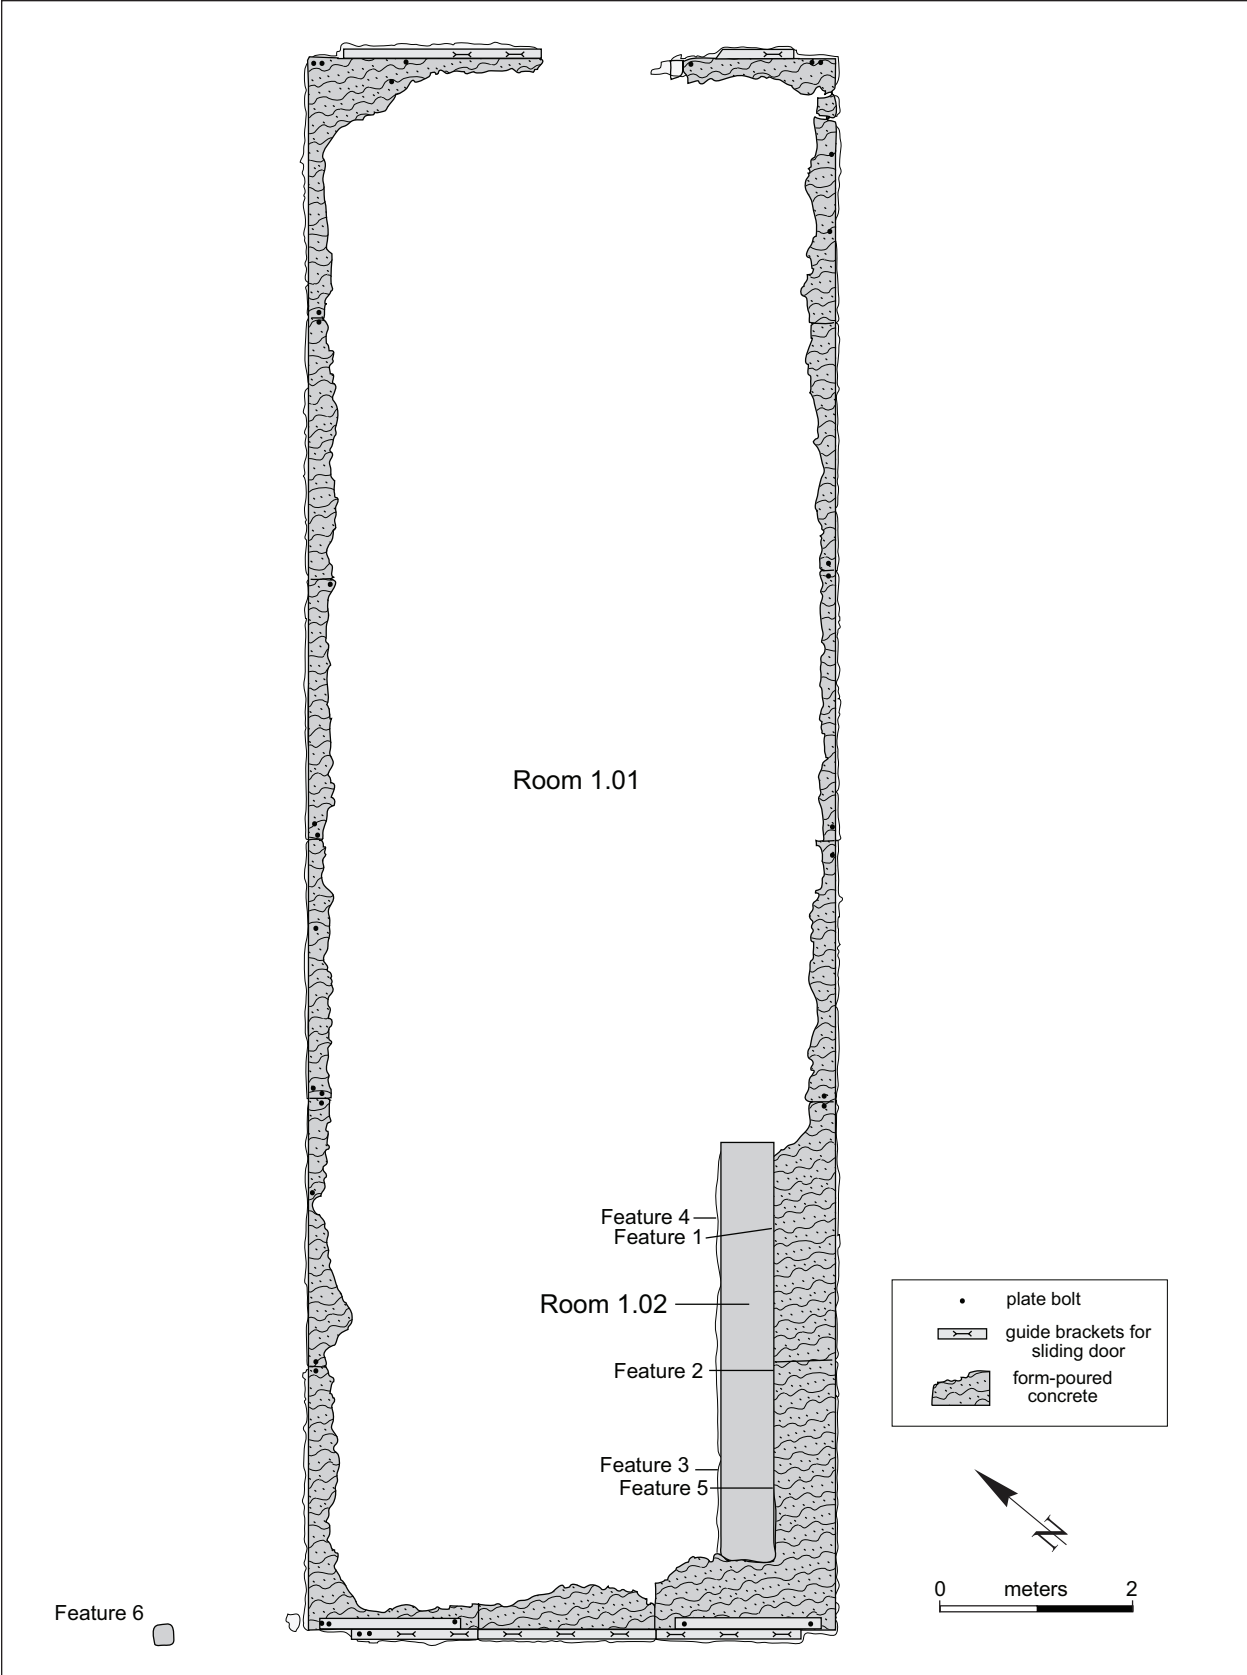 Room 1.01
Feature 4
Feature 1
Room 1.02
Feature 2
Feature 3
Feature 5
Feature 6
plate bolt
guide brackets for
sliding door
form-poured
concrete
N
0 meters 2